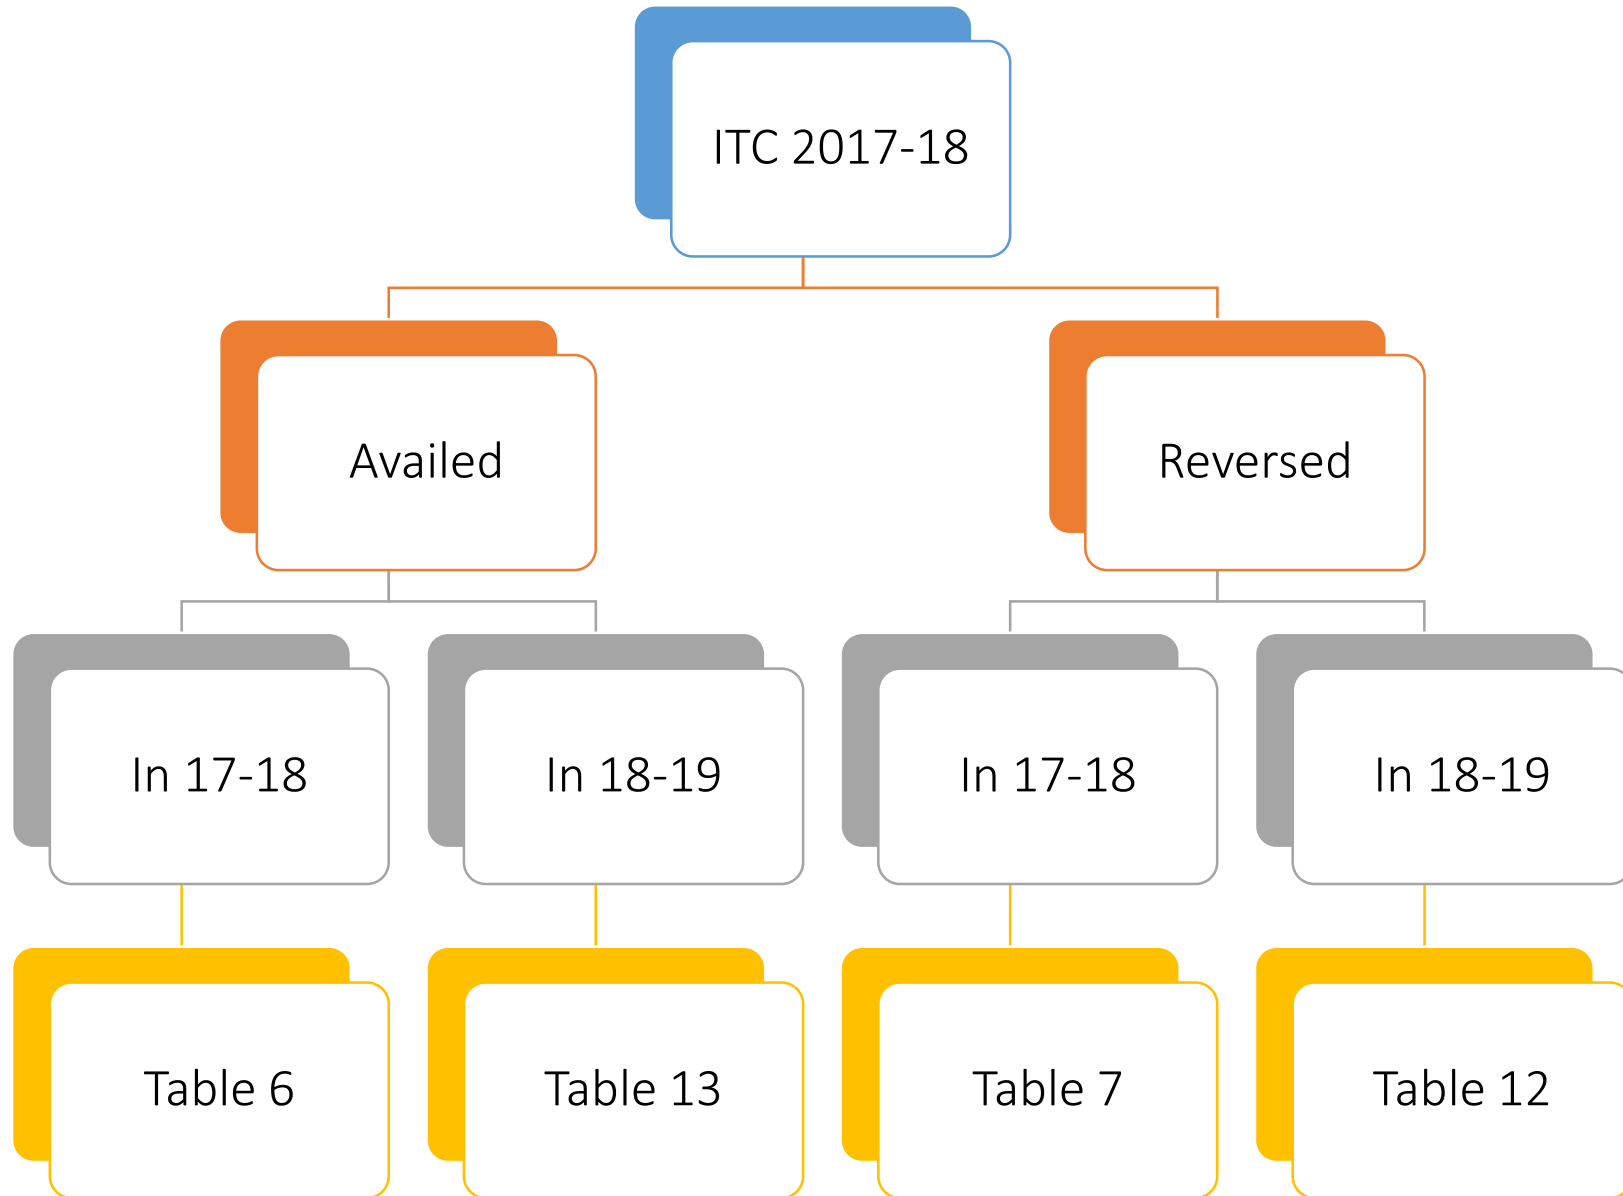 ITC 2017-18
Availed
Reversed
In 17-18
In 18-19
In 17-18
In 18-19
Table 6
Table 13
Table 7
Table 12